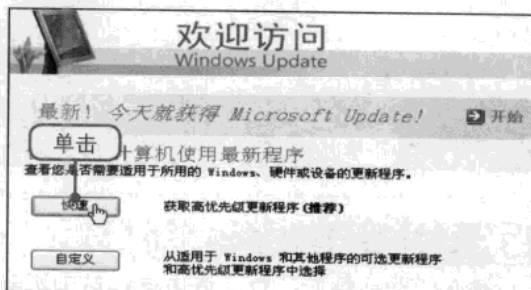 欢迎访问
Windows Update
最新! 今天就获得 Microsoft Update!
开始
单击
计算机使用最新程序
查看您是否需要适用于所用的 Windows、硬件或设备的更新程序。
快速
获取高优先级更新程序(推荐)
自定义
从适用于 Windows 和其他程序的可选更新程序
和高优先级更新程序中选择